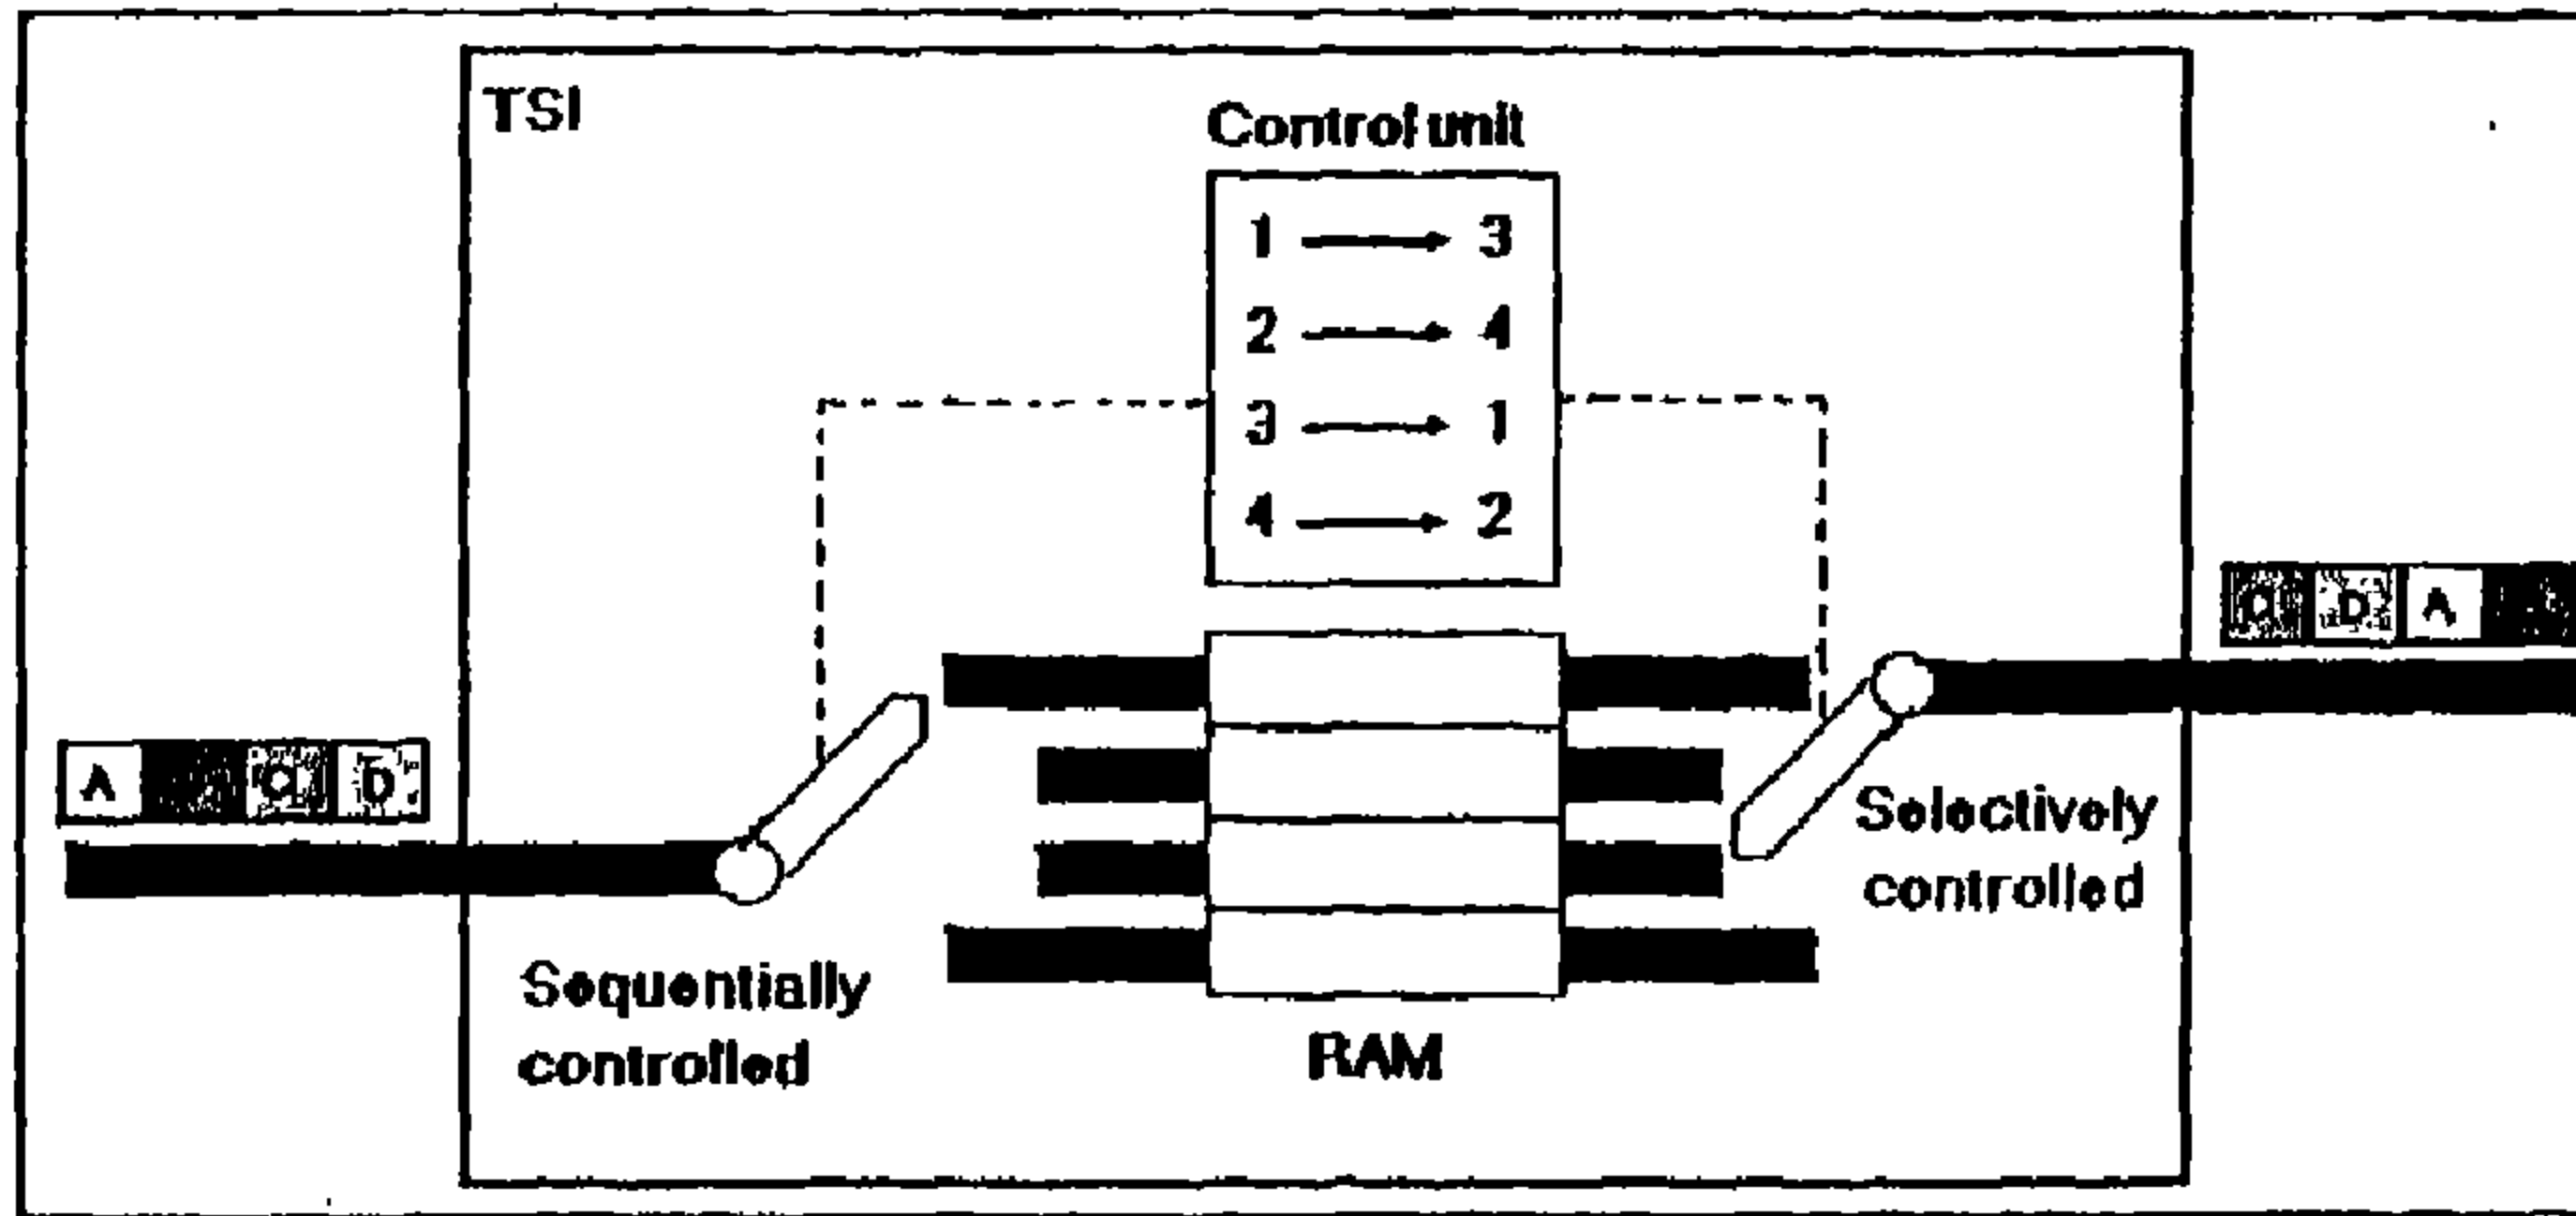 TSI
Control unit
1 3
2 4
3 1
4 2
C D A
A C D
Selectively
controlled
Sequentially
controlled
RAM